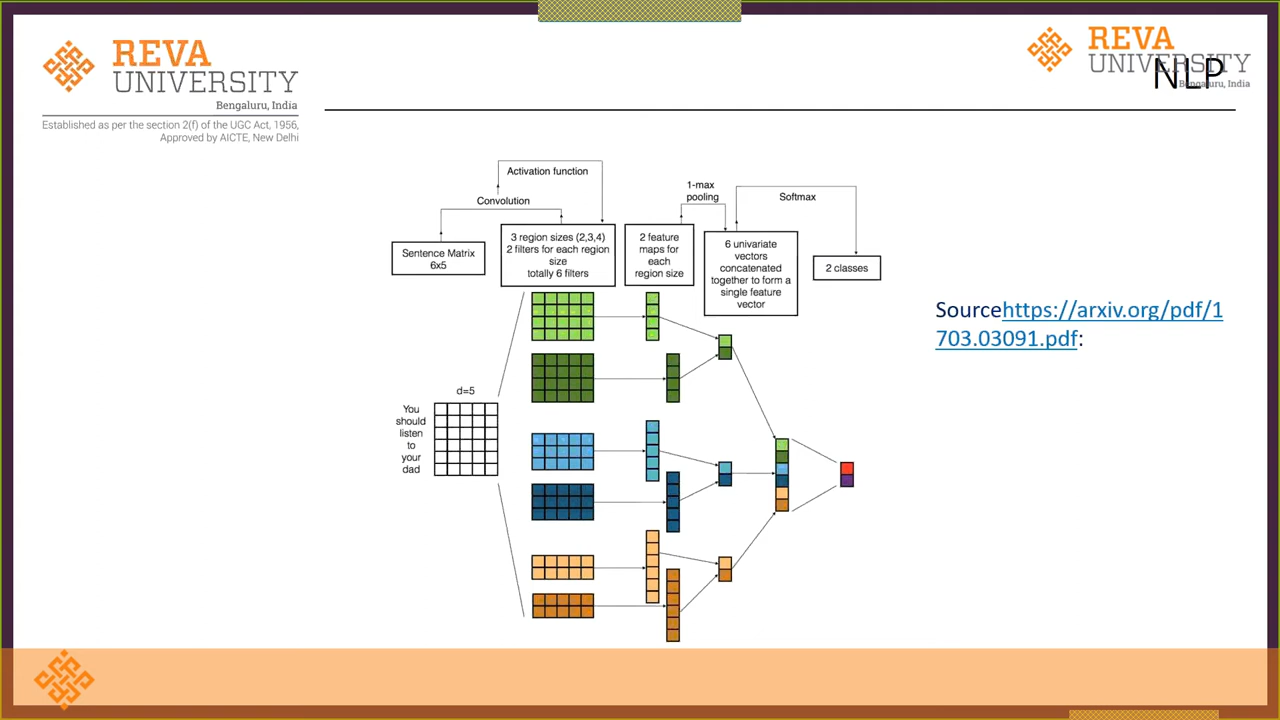 REVA
UNIVERSITY
Bengaluru, India
Established as per the section 2(f) of the UGC Act, 1956,
Approved by AICTE, New Delhi
REVA
UNIVERSITY
Bengaluru, India
NLP
Activation function
Convolution
1-max
pooling
Softmax
Sentence Matrix
6x5
3 region sizes (2,3,4)
2 filters for each region
size
totally 6 filters
2 feature
maps for
each
region size
6 univariate
vectors
concatenated
together to form a
single feature
vector
2 classes
d=5
You
should
listen
to
your
dad
Sourcehttps://arxiv.org/pdf/1
703.03091.pdf: